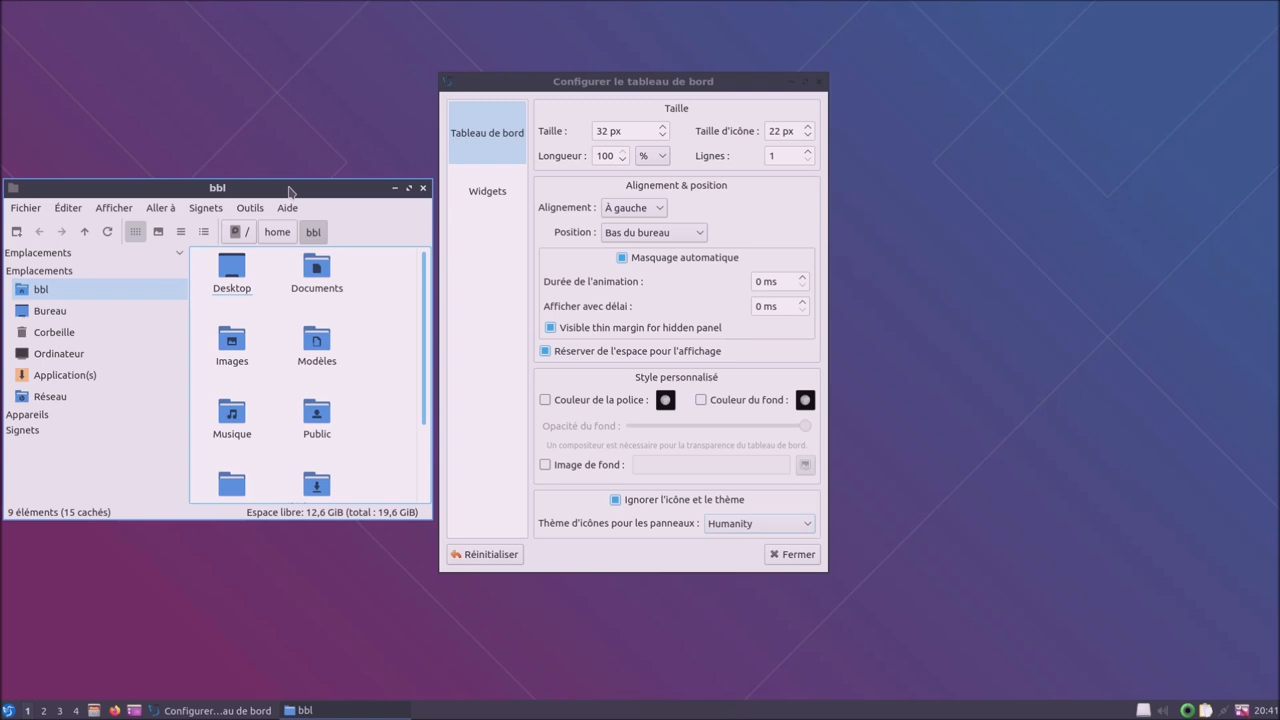 Configurer le tableau de bord
Tableau de bord
Widgets
Taille
Taille : 32 px Taille d'icône : 22 px
Longueur : 100 % Lignes : 1
Alignement & position
Alignement : À gauche
Position : Bas du bureau
Masquage automatique
Durée de l'animation : 0 ms
Afficher avec délai : 0 ms
Visible thin margin for hidden panel
Réserver de l'espace pour l'affichage
Style personnalisé
Couleur de la police : Couleur du fond :
Opacité du fond :
Un compositeur est nécessaire pour la transparence du tableau de bord.
Image de fond :
Ignorer l'icône et le thème
Thème d'icônes pour les panneaux : Humanity
Réinitialiser Fermer
bbl
Fichier Éditer Afficher Aller à Signets Outils Aide
/ home bbl
Emplacements
Emplacements
bbl
Bureau
Corbeille
Ordinateur
Application(s)
Réseau
Appareils
Signets
Desktop Documents
Images Modèles
Musique Public
9 éléments (15 cachés) Espace libre: 12,6 GiB (total : 19,6 GiB)
1 2 3 4 Configurer...au de bord bbl 20:41